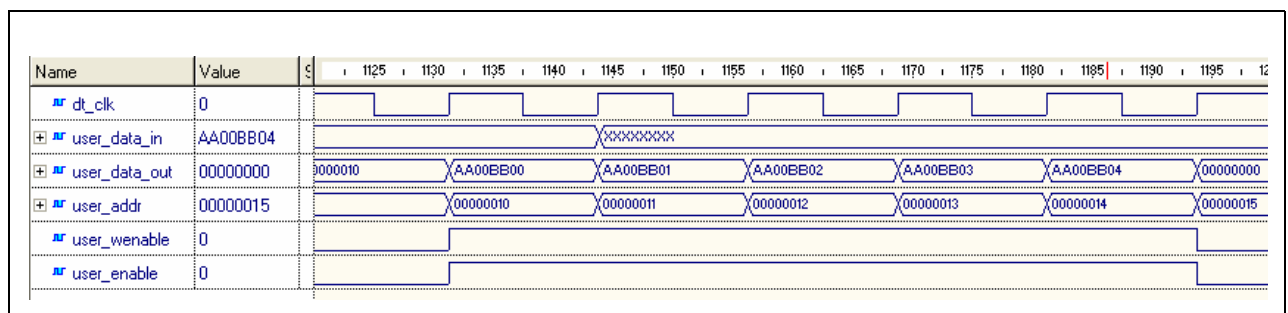 Name Value S 1125 1130 1135 1140 1145 1150 1155 1160 1165 1170 1175 1180 1185 1190 1195 12
dt_clk 0
user_data_in AA00BB04 XXXXXXXX
user_data_out 00000000 0000010 AA00BB00 AA00BB01 AA00BB02 AA00BB03 AA00BB04 00000000
user_addr 00000015 00000010 00000011 00000012 00000013 00000014 00000015
user_wenable 0
user_enable 0